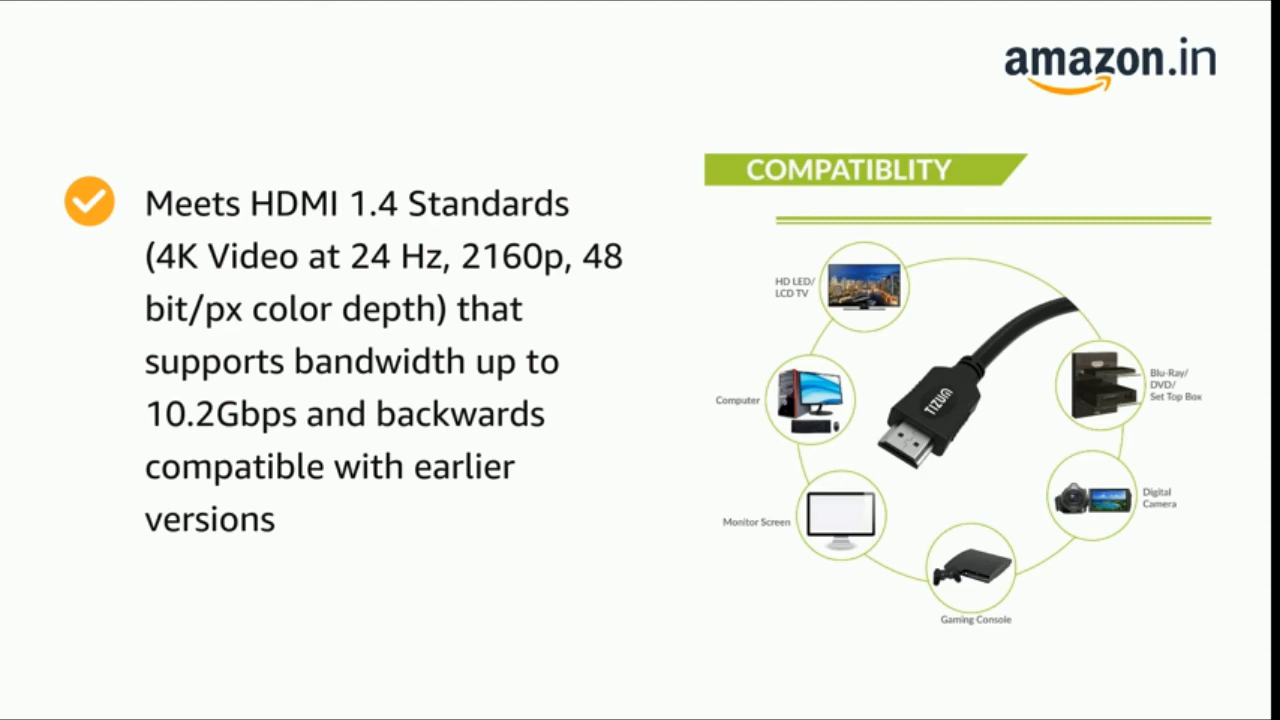 amazon.in
Meets HDMI 1.4 Standards
(4K Video at 24 Hz, 2160p, 48
bit/px color depth) that
supports bandwidth up to
10.2Gbps and backwards
compatible with earlier
versions
COMPATIBLITY
HD LED/
LCD TV
Computer
Monitor Screen
Gaming Console
Digital
Camera
Blu-Ray/
DVD/
Set Top Box
TIZUM